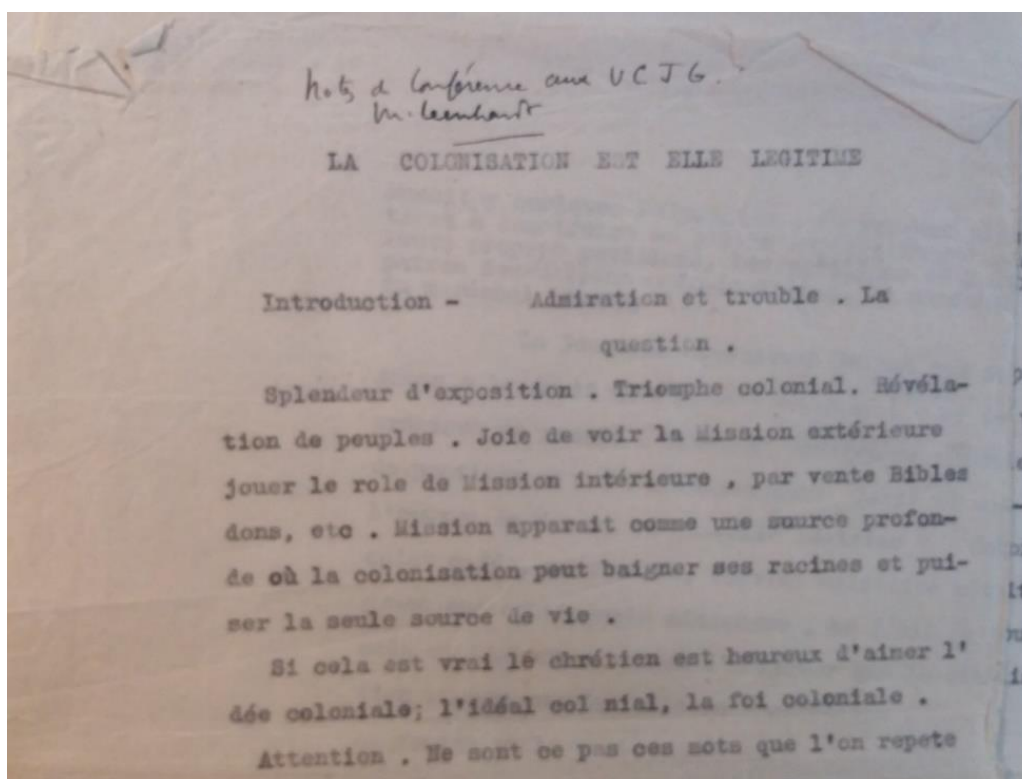 Notes de Conférence aux UCJG.
M. Leenhardt
LA COLONISATION EST ELLE LEGITIME
Introduction - Admiration et trouble . La
question .
Splendeur d'exposition . Triomphe colonial. Révéla-
tion de peuples . Joie de voir la Mission extérieure
jouer le role de Mission intérieure , par vente Bibles
dons, etc . Mission apparait comme une source profon-
de où la colonisation peut baigner ses racines et pui-
ser la seule source de vie .
Si cela est vrai le chrétien est heureux d'aimer l'
dée coloniale; l'idéal col nial, la foi coloniale .
Attention . Ne sont ce pas ces mots que l'on repete